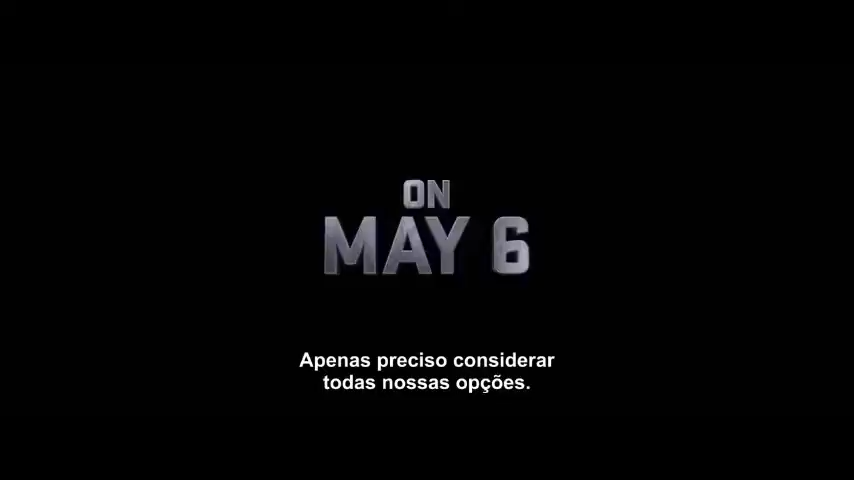 ON
MAY 6
Apenas preciso considerar
todas nossas opções.